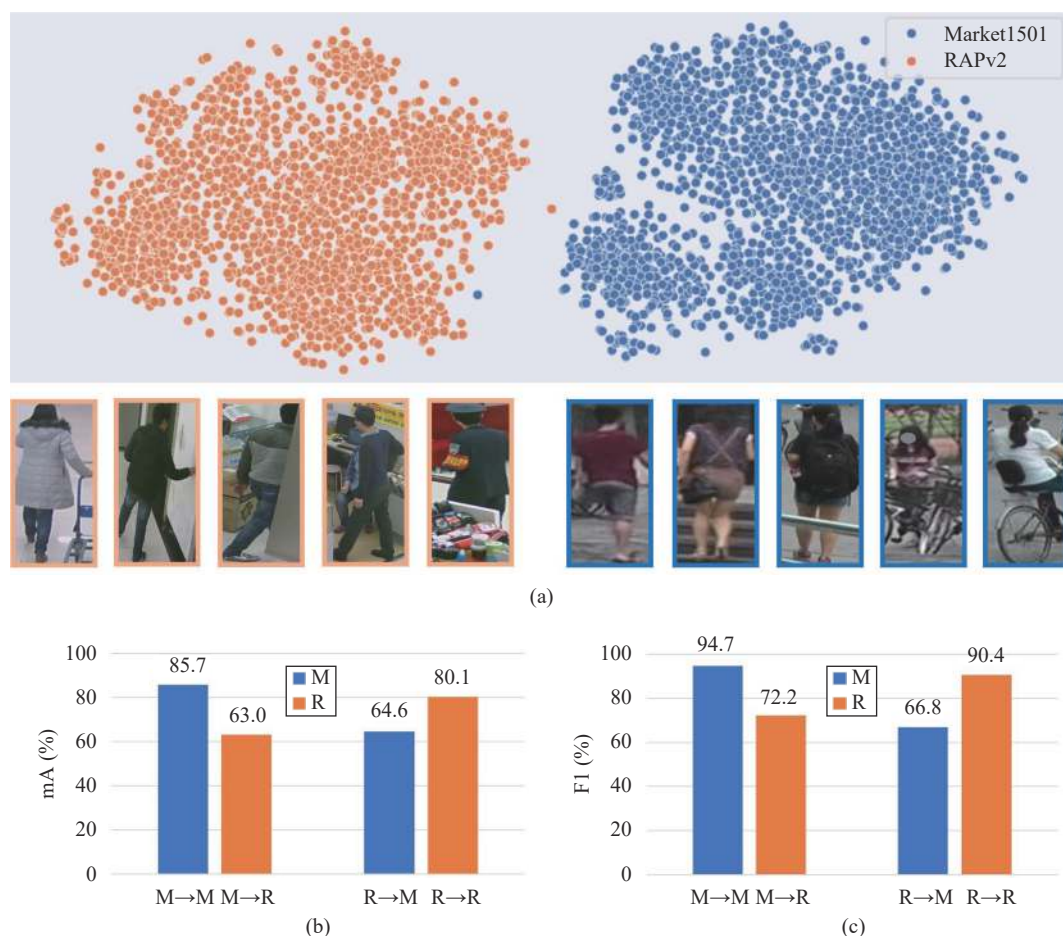 Market1501
RAPv2
(a)
100
80
60
40
20
0
mA (%)
85.7
63.0
64.6
80.1
M
R
M→M M→R R→M R→R
(b)
100
80
60
40
20
0
F1 (%)
94.7
72.2
66.8
90.4
M
R
M→M M→R R→M R→R
(c)